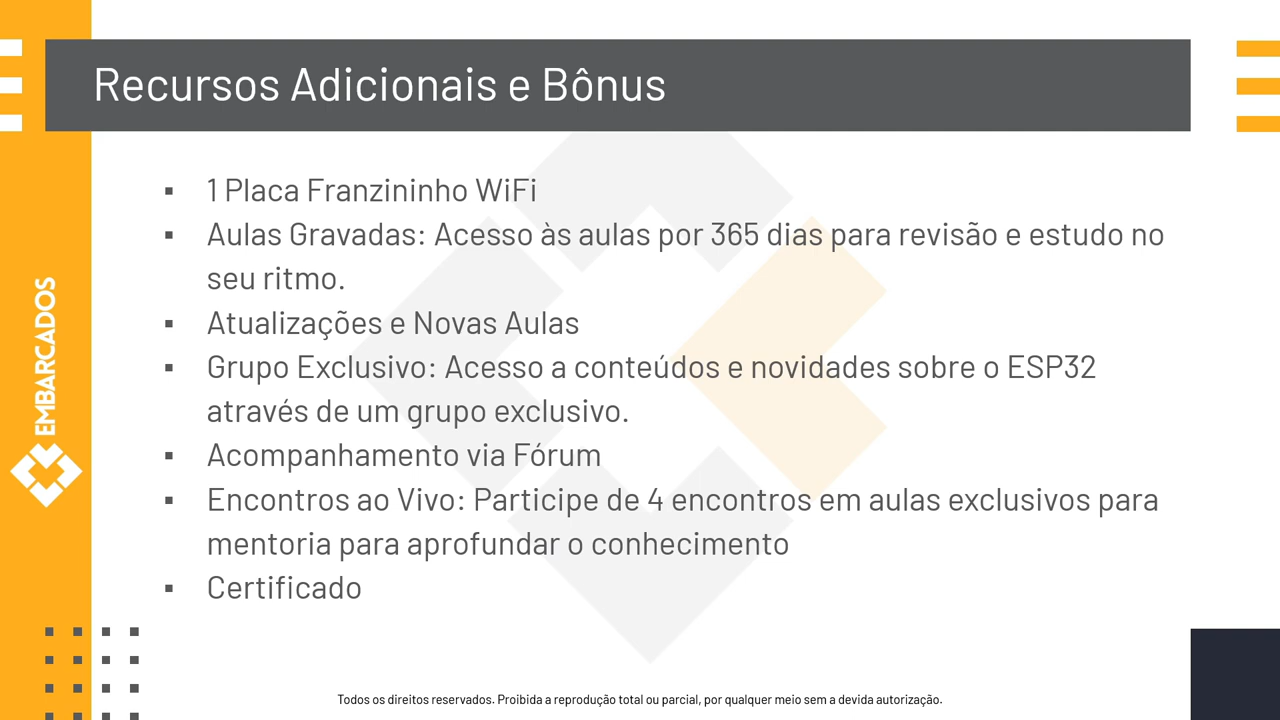 Recursos Adicionais e Bônus
▪ 1 Placa Franzininho WiFi
▪ Aulas Gravadas: Acesso às aulas por 365 dias para revisão e estudo no
seu ritmo.
▪ Atualizações e Novas Aulas
▪ Grupo Exclusivo: Acesso a conteúdos e novidades sobre o ESP32
através de um grupo exclusivo.
▪ Acompanhamento via Fórum
▪ Encontros ao Vivo: Participe de 4 encontros em aulas exclusivos para
mentoria para aprofundar o conhecimento
▪ Certificado
EMBARCADOS
Todos os direitos reservados. Proibida a reprodução total ou parcial, por qualquer meio sem a devida autorização.